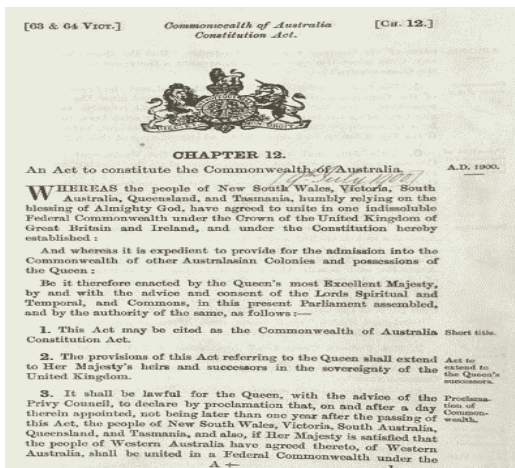 [63 & 64 VICT.] Commonwealth of Australia [CH. 12.]
Constitution Act.
CHAPTER 12.
An Act to constitute the Commonwealth of Australia. A.D. 1900.
9th July 1900
WHEREAS the people of New South Wales, Victoria, South
Australia, Queensland, and Tasmania, humbly relying on the
blessing of Almighty God, have agreed to unite in one indissoluble
Federal Commonwealth under the Crown of the United Kingdom of
Great Britain and Ireland, and under the Constitution hereby
established :
And whereas it is expedient to provide for the admission into the
Commonwealth of other Australasian Colonies and possessions of
the Queen :
Be it therefore enacted by the Queen's most Excellent Majesty,
by and with the advice and consent of the Lords Spiritual and
Temporal, and Commons, in this present Parliament assembled,
and by the authority of the same, as follows :—
1. This Act may be cited as the Commonwealth of Australia Short title.
Constitution Act.
2. The provisions of this Act referring to the Queen shall extend Act to
to Her Majesty's heirs and successors in the sovereignty of the extend to
United Kingdom. the Queen's
successors.
3. It shall be lawful for the Queen, with the advice of the Proclama-
Privy Council, to declare by proclamation that, on and after a day tion of
therein appointed, not being later than one year after the passing of Common-
this Act, the people of New South Wales, Victoria, South Australia, wealth.
Queensland, and Tasmania, and also, if Her Majesty is satisfied that
the people of Western Australia have agreed thereto, of Western
Australia, shall be united in a Federal Commonwealth under the
A